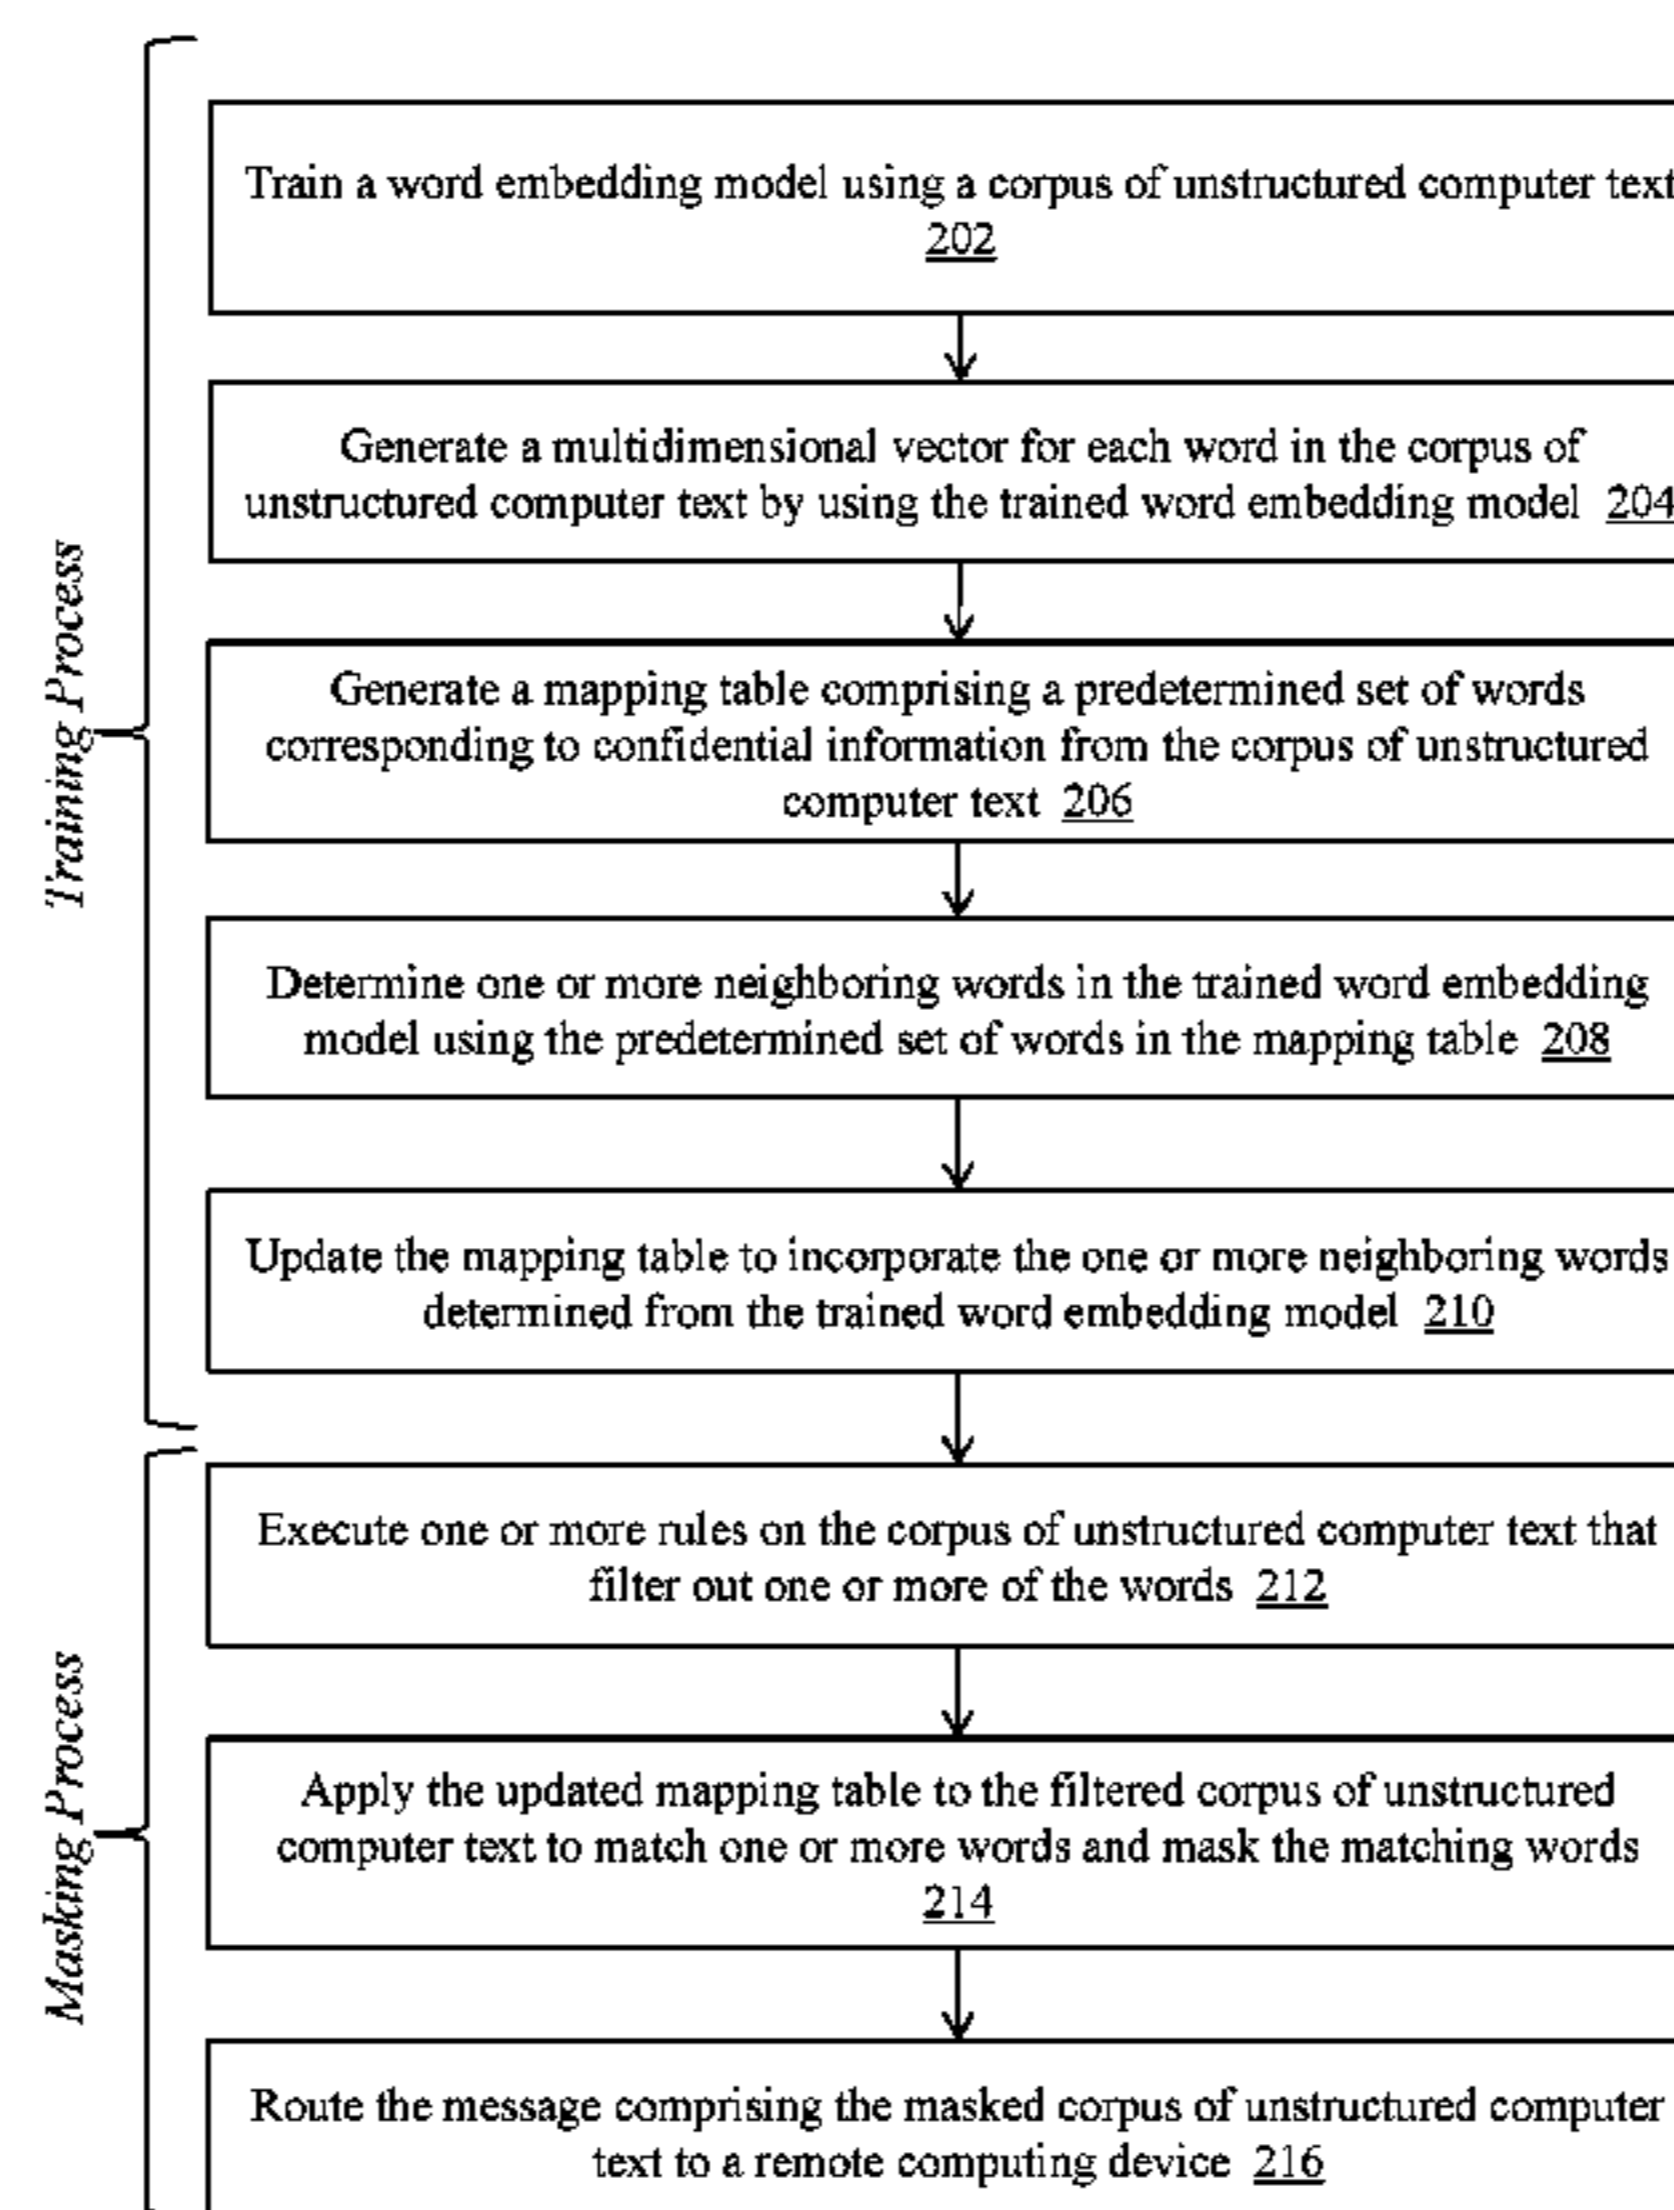 Training Process
Train a word embedding model using a corpus of unstructured computer text
202
Generate a multidimensional vector for each word in the corpus of
unstructured computer text by using the trained word embedding model 204
Generate a mapping table comprising a predetermined set of words
corresponding to confidential information from the corpus of unstructured
computer text 206
Determine one or more neighboring words in the trained word embedding
model using the predetermined set of words in the mapping table 208
Update the mapping table to incorporate the one or more neighboring words
determined from the trained word embedding model 210
Masking Process
Execute one or more rules on the corpus of unstructured computer text that
filter out one or more of the words 212
Apply the updated mapping table to the filtered corpus of unstructured
computer text to match one or more words and mask the matching words
214
Route the message comprising the masked corpus of unstructured computer
text to a remote computing device 216